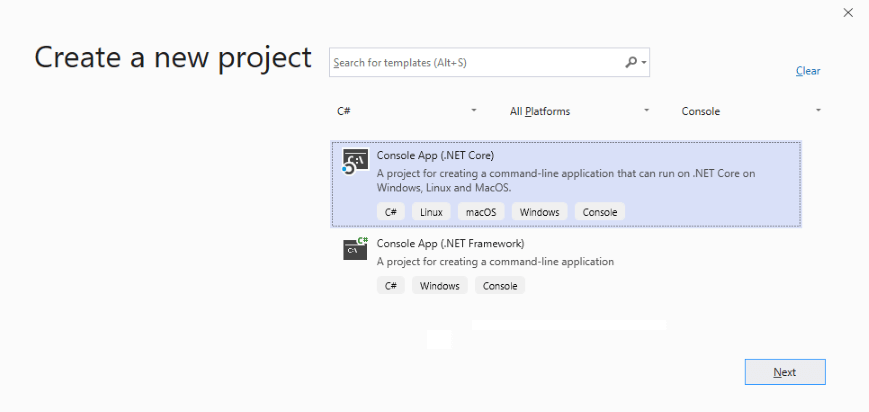 Create a new project
Search for templates (Alt+S)
Clear
C#
All Platforms
Console
Console App (.NET Core)
A project for creating a command-line application that can run on .NET Core on
Windows, Linux and MacOS.
C# Linux macOS Windows Console
Console App (.NET Framework)
A project for creating a command-line application
C# Windows Console
Next